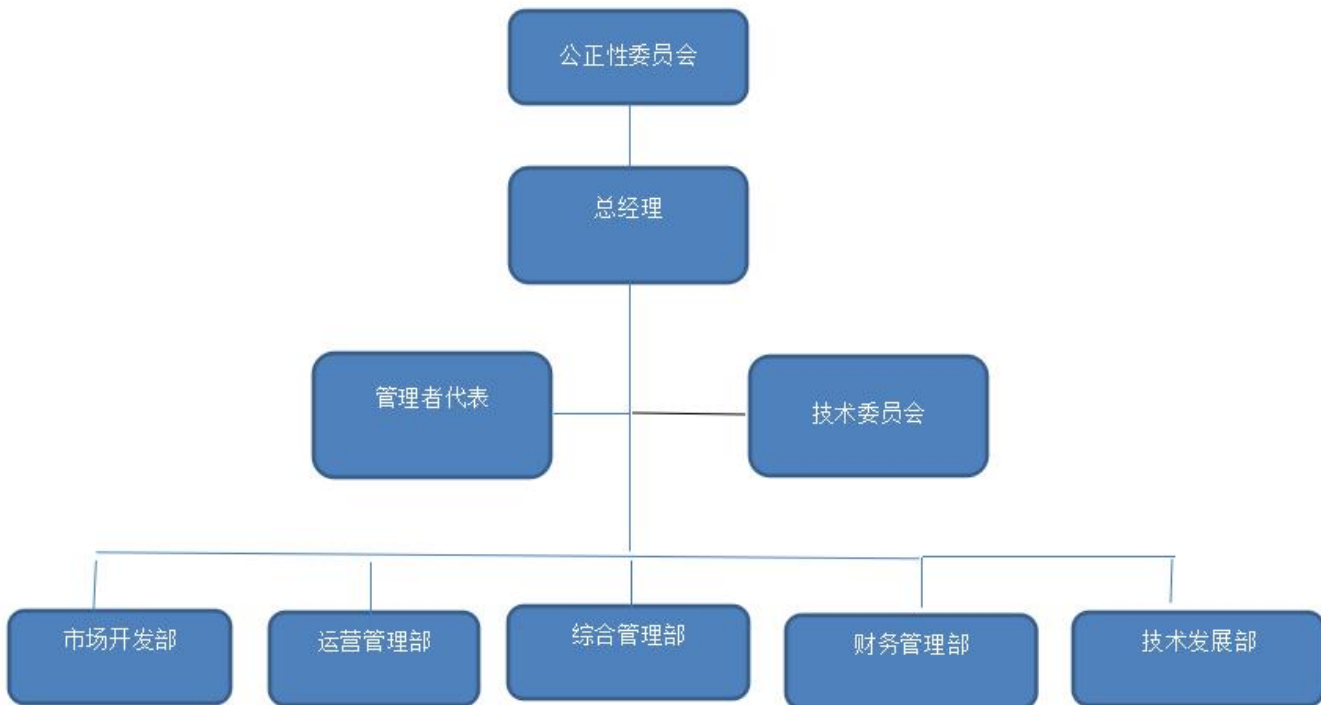 公正性委员会
总经理
管理者代表
技术委员会
市场开发部
运营管理部
综合管理部
财务管理部
技术发展部